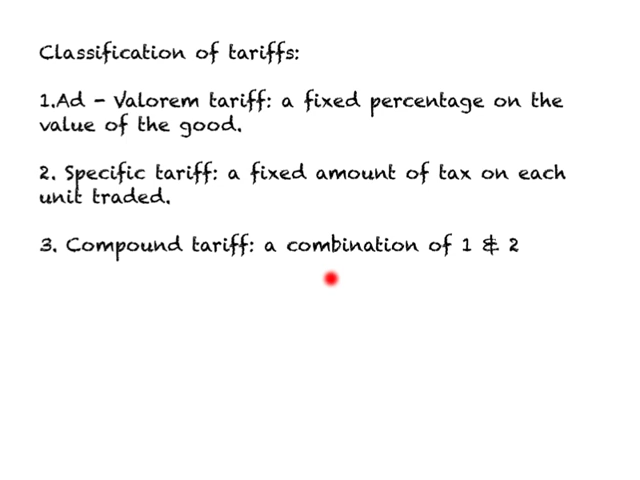 Classification of tariffs:
1.Ad - Valorem tariff: a fixed percentage on the
value of the good.
2. Specific tariff: a fixed amount of tax on each
unit traded.
3. Compound tariff: a combination of 1 & 2